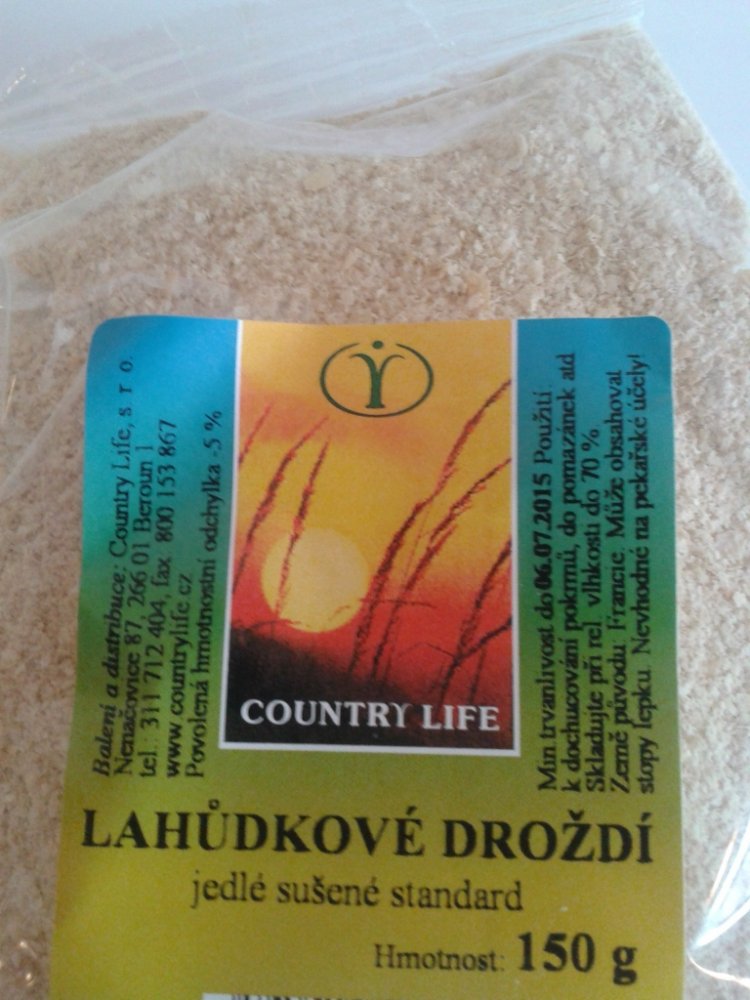 Balení a distribuce: Country Life, s r o.
Nenačovice 87, 266 01 Beroun 1
tel.: 311 712 404, fax 800 153 867
www.countrylife.cz
Povolená hmotnostní odchylka -5 %
COUNTRY LIFE
Min trvanlivost do 06.07.2015 Použití
k dochucování pokrmů, do pomazánek atd
Skladujte při rel. vlhkosti do 70 %
Země původu: Francie. Může obsahovat
stopy lepku. Nevhodné na pekařské účely!
LAHŮDKOVÉ DROŽDÍ
jedlé sušené standard
Hmotnost: 150 g